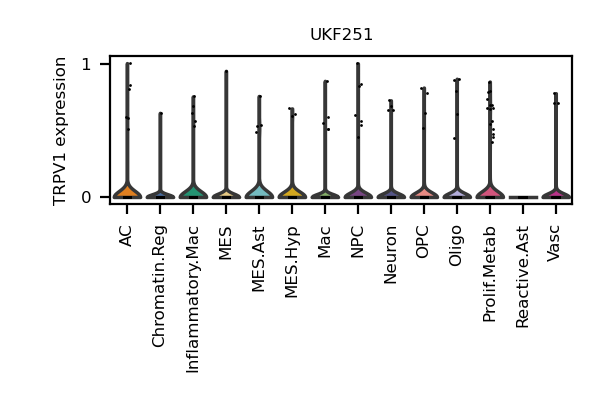 UKF251
TRPV1 expression
1
0
AC
Chromatin.Reg
Inflammatory.Mac
MES
MES.Ast
MES.Hyp
Mac
NPC
Neuron
OPC
Oligo
Prolif.Metab
Reactive.Ast
Vasc